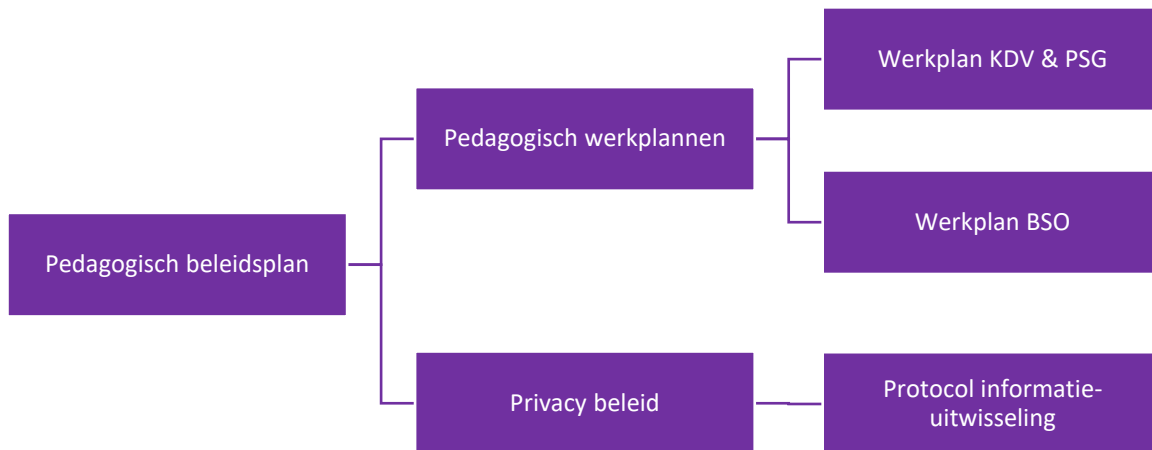 Werkplan KDV & PSG
Pedagogisch werkplannen
Werkplan BSO
Pedagogisch beleidsplan
Privacy beleid
Protocol informatie-
uitwisseling